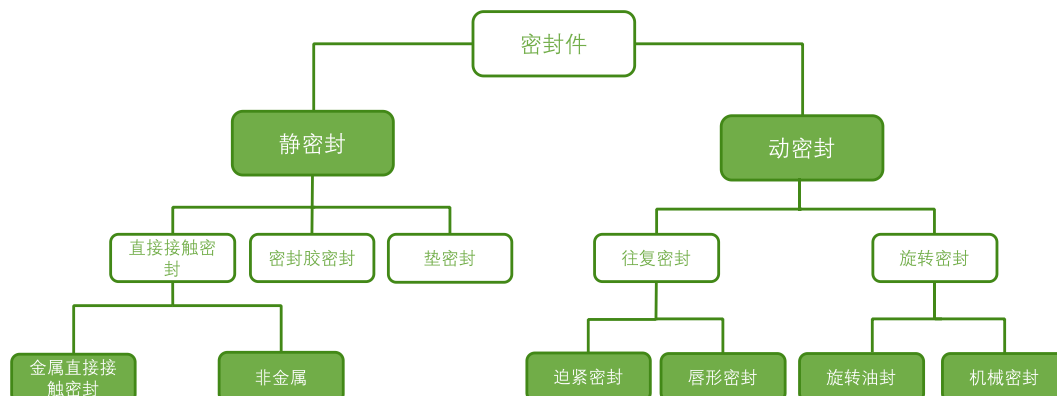 密封件
静密封
动密封
直接接触密
封
密封胶密封
垫密封
往复密封
旋转密封
金属直接接
触密封
非金属
迫紧密封
唇形密封
旋转油封
机械密封